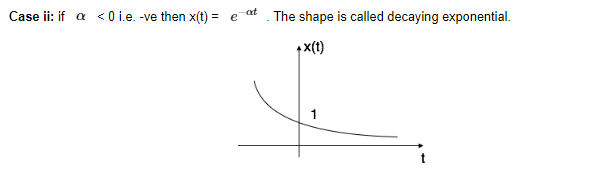 Case ii: if α < 0 i.e. -ve then x(t) = e^{-αt} . The shape is called decaying exponential.
x(t)
1
t